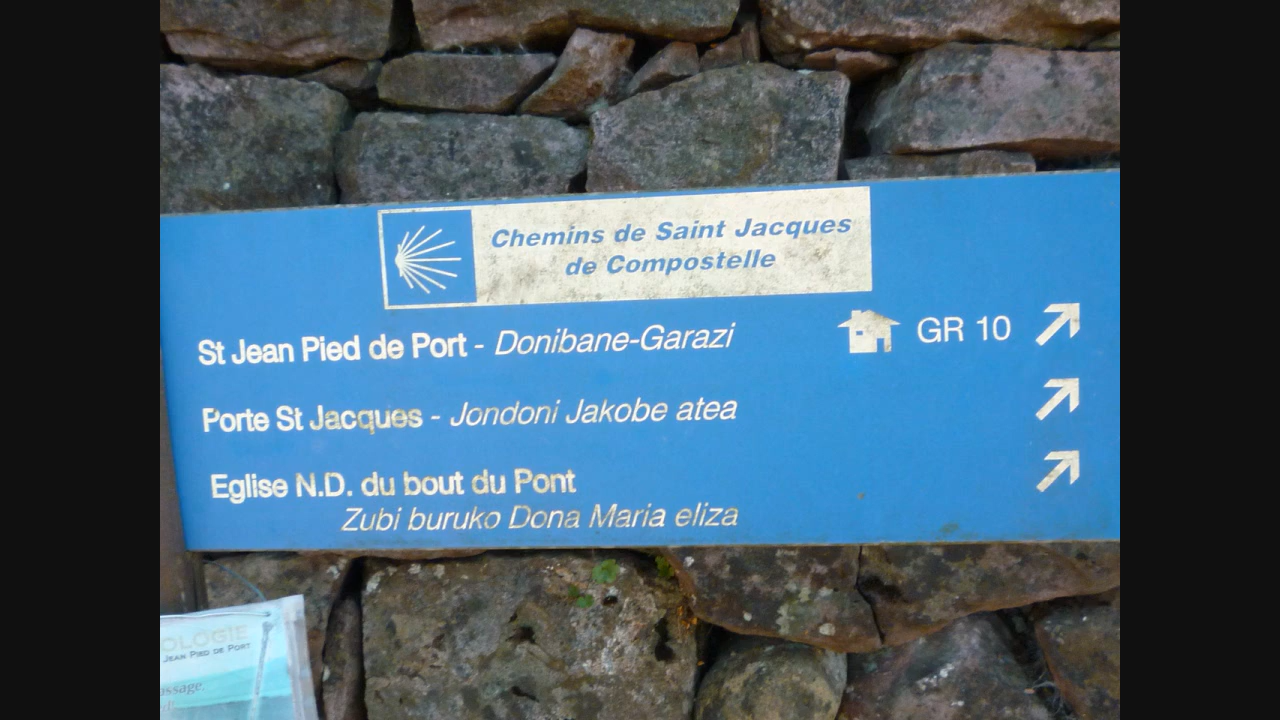 Chemins de Saint Jacques
de Compostelle
St Jean Pied de Port - Donibane-Garazi GR 10
Porte St Jacques - Jondoni Jakobe atea
Eglise N.D. du bout du Pont
Zubi buruko Dona Maria eliza
OLOGIE
JEAN PIED DE PORT
assage.